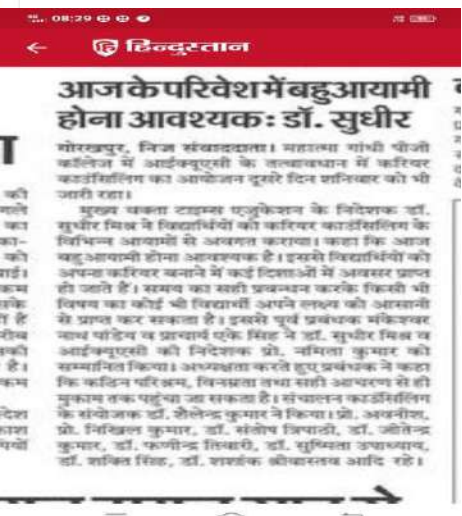 08:29
हिन्दुस्तान
आज के परिवेश में बहुआयामी
होना आवश्यक: डॉ. सुधीर
गोरखपुर, निज संवाददाता। महात्मा गांधी पीजी
कॉलेज में आईक्यूएसी के तत्वावधान में करियर
काउंसिलिंग का आयोजन दूसरे दिन शनिवार को भी
जारी रहा।
मुख्य वक्ता टाइम्स एजुकेशन के निदेशक डॉ.
सुधीर मिश्र ने विद्यार्थियों को करियर काउंसिलिंग के
विभिन्न आयामों से अवगत कराया। कहा कि आज
बहुआयामी होना आवश्यक है। इससे विद्यार्थियों को
अपना करियर बनाने में कई दिशाओं में अवसर प्राप्त
हो जाते हैं। समय का सही प्रबन्धन करके किसी भी
विषय का कोई भी विद्यार्थी अपने लक्ष्य को आसानी
से प्राप्त कर सकता है। इससे पूर्व प्रबंधक मंकेश्वर
नाथ पांडेय व प्राचार्य एके सिंह ने डॉ. सुधीर मिश्र व
आईक्यूएसी की निदेशक प्रो. नमिता कुमार को
सम्मानित किया। अध्यक्षता करते हुए प्रबंधक ने कहा
कि कठिन परिश्रम, विनम्रता तथा सही आचरण से ही
मुकाम तक पहुंचा जा सकता है। संचालन काउंसिलिंग
के संयोजक डॉ. शैलेन्द्र कुमार ने किया। प्रो. अवनीश,
प्रो. निखिल कुमार, डॉ. संतोष त्रिपाठी, डॉ. जोतेन्द्र
कुमार, डॉ. फणीन्द्र तिवारी, डॉ. सुष्मिता उपाध्याय,
डॉ. शक्ति सिंह, डॉ. शशांक श्रीवास्तव आदि रहे।